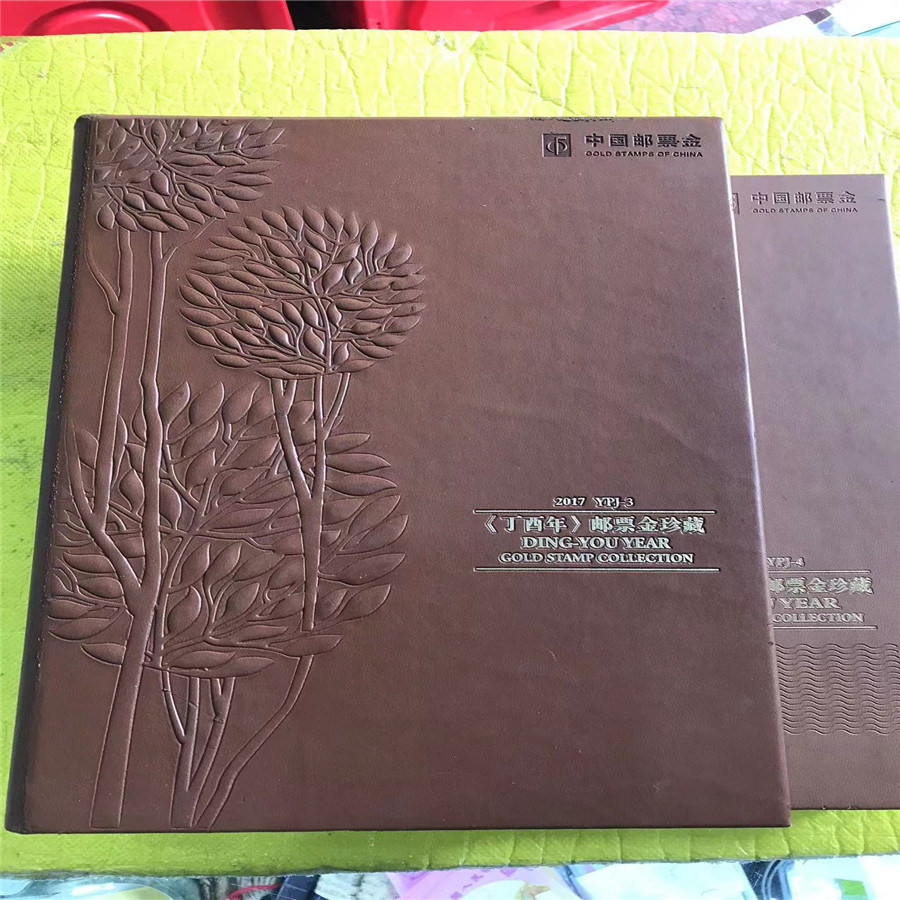 中国邮票金
GOLD STAMPS OF CHINA
2017 YPJ-3
《丁酉年》邮票金珍藏
DING-YOU YEAR
GOLD STAMP COLLECTION
中国邮票金
GOLD STAMPS OF CHINA
YPJ-4
邮票金珍藏
YEAR
COLLECTION